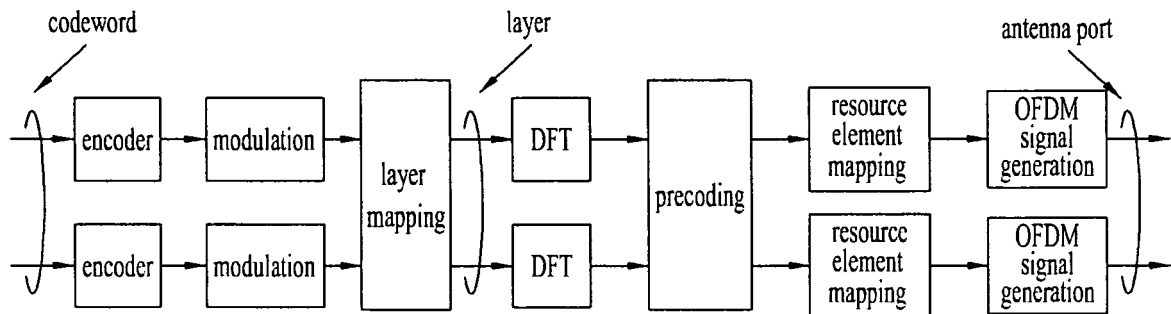 codeword
layer
antenna port
encoder
modulation
layer
mapping
DFT
precoding
resource
element
mapping
OFDM
signal
generation
encoder
modulation
DFT
resource
element
mapping
OFDM
signal
generation